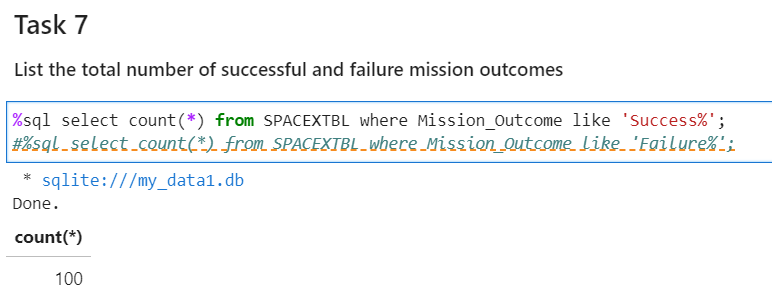 Task 7
List the total number of successful and failure mission outcomes
%sql select count(*) from SPACEXTBL where Mission_Outcome like 'Success%';
#%sql select count(*) from SPACEXTBL where Mission_Outcome like 'Failure%';
* sqlite:///my_data1.db
Done.
count(*)
100